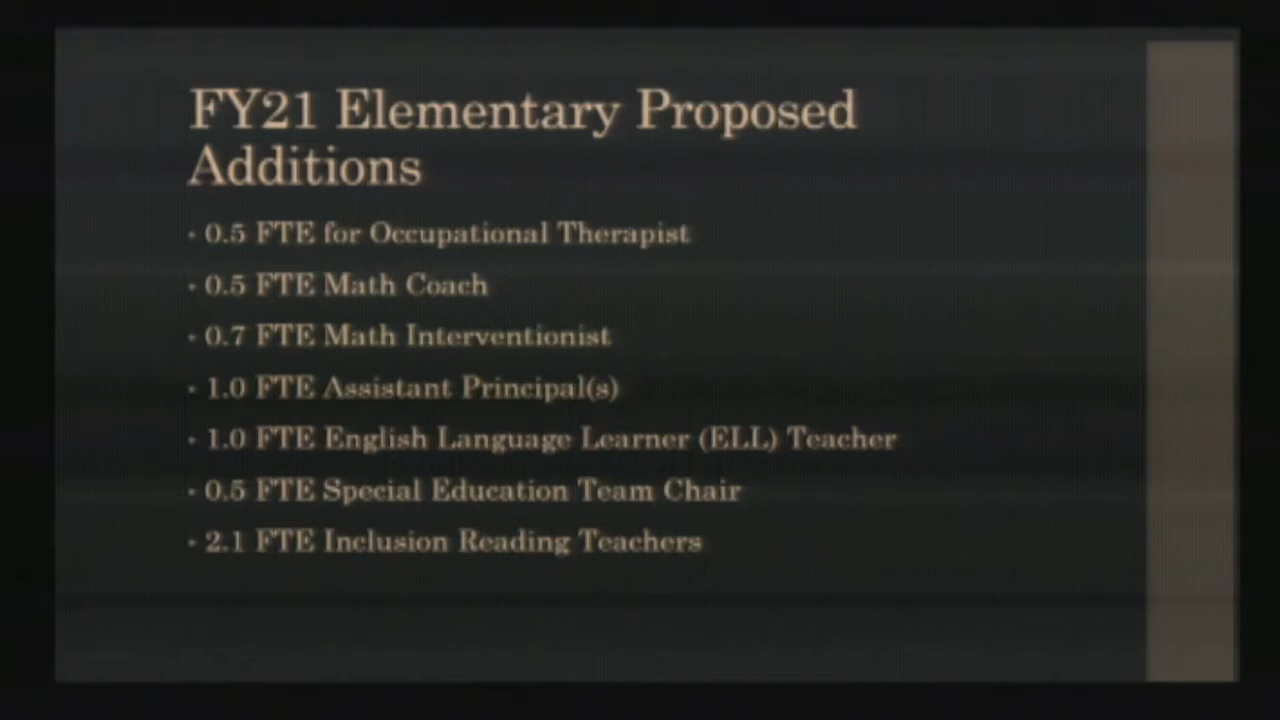 FY21 Elementary Proposed
Additions
• 0.5 FTE for Occupational Therapist
• 0.5 FTE Math Coach
• 0.7 FTE Math Interventionist
• 1.0 FTE Assistant Principal(s)
• 1.0 FTE English Language Learner (ELL) Teacher
• 0.5 FTE Special Education Team Chair
• 2.1 FTE Inclusion Reading Teachers